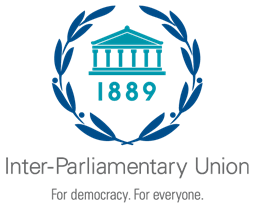 1889
Inter-Parliamentary Union
For democracy. For everyone.